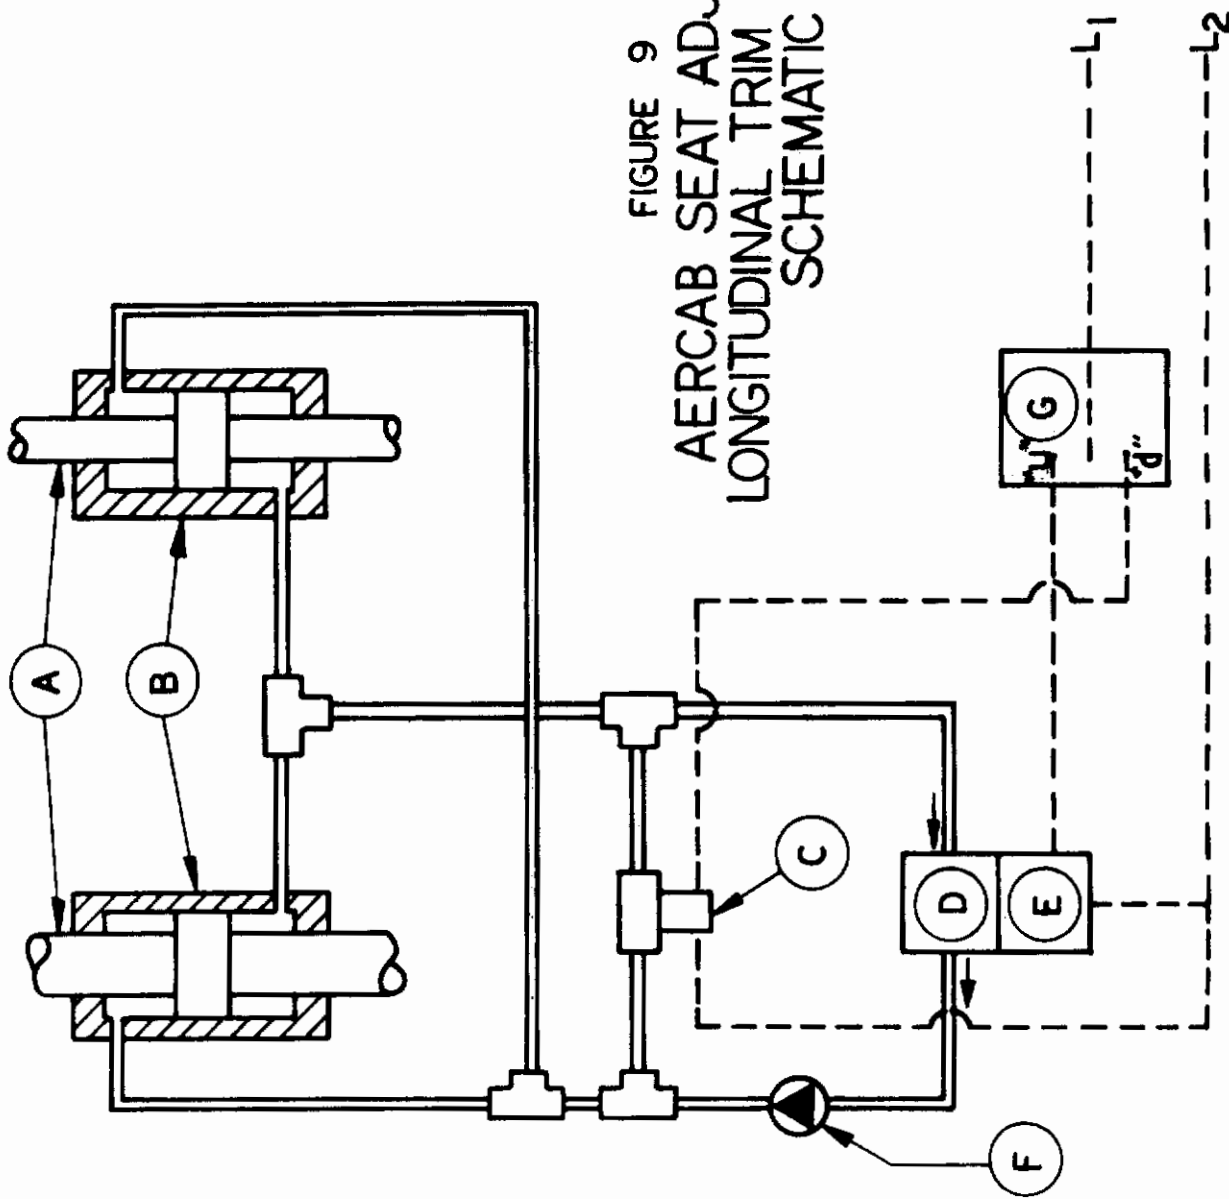 FIGURE 9
AERCAB SEAT ADJ
LONGITUDINAL TRIM
SCHEMATIC
A
B
C
D
E
F
G
"u"
"d"
L1
L2